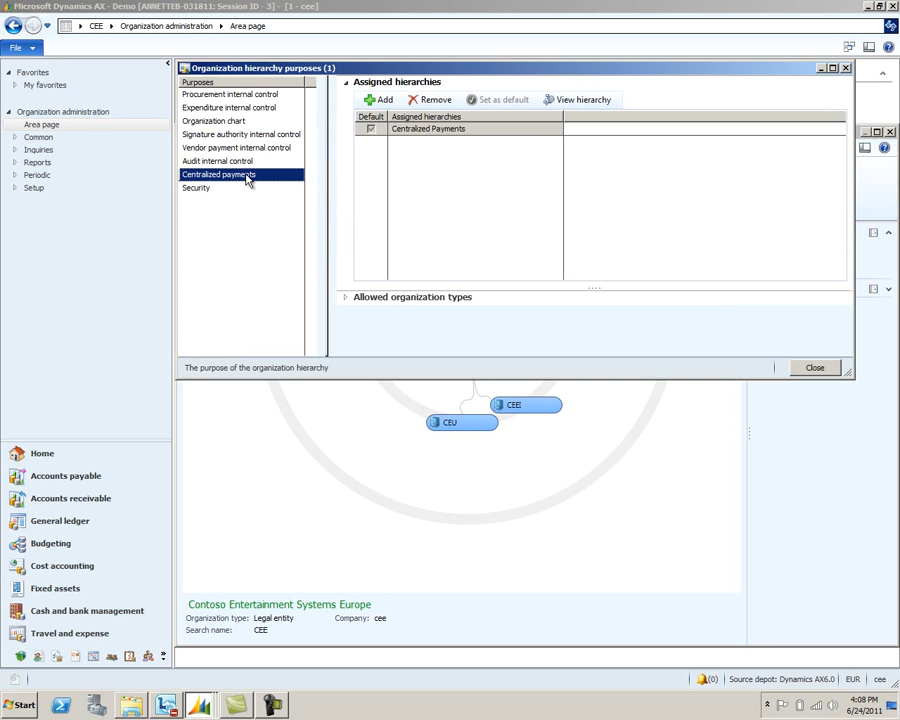 Microsoft Dynamics AX - Demo [ANNETTEB-031811: Session ID - 3] - [1 - cee]
CEE
Organization administration
Area page
File
Favorites
My favorites
Organization administration
Area page
Common
Inquiries
Reports
Periodic
Setup
Organization hierarchy purposes (1)
Purposes
Procurement internal control
Expenditure internal control
Organization chart
Signature authority internal control
Vendor payment internal control
Audit internal control
Centralized payments
Security
Assigned hierarchies
Add
Remove
Set as default
View hierarchy
Default
Assigned hierarchies
Centralized Payments
Allowed organization types
The purpose of the organization hierarchy
Close
CEEI
CEU
Home
Accounts payable
Accounts receivable
General ledger
Budgeting
Cost accounting
Fixed assets
Cash and bank management
Travel and expense
Contoso Entertainment Systems Europe
Organization type: Legal entity
Company: cee
Search name: CEE
(0)
Source depot: Dynamics AX6.0
EUR
cee
Start
4:08 PM
6/24/2011